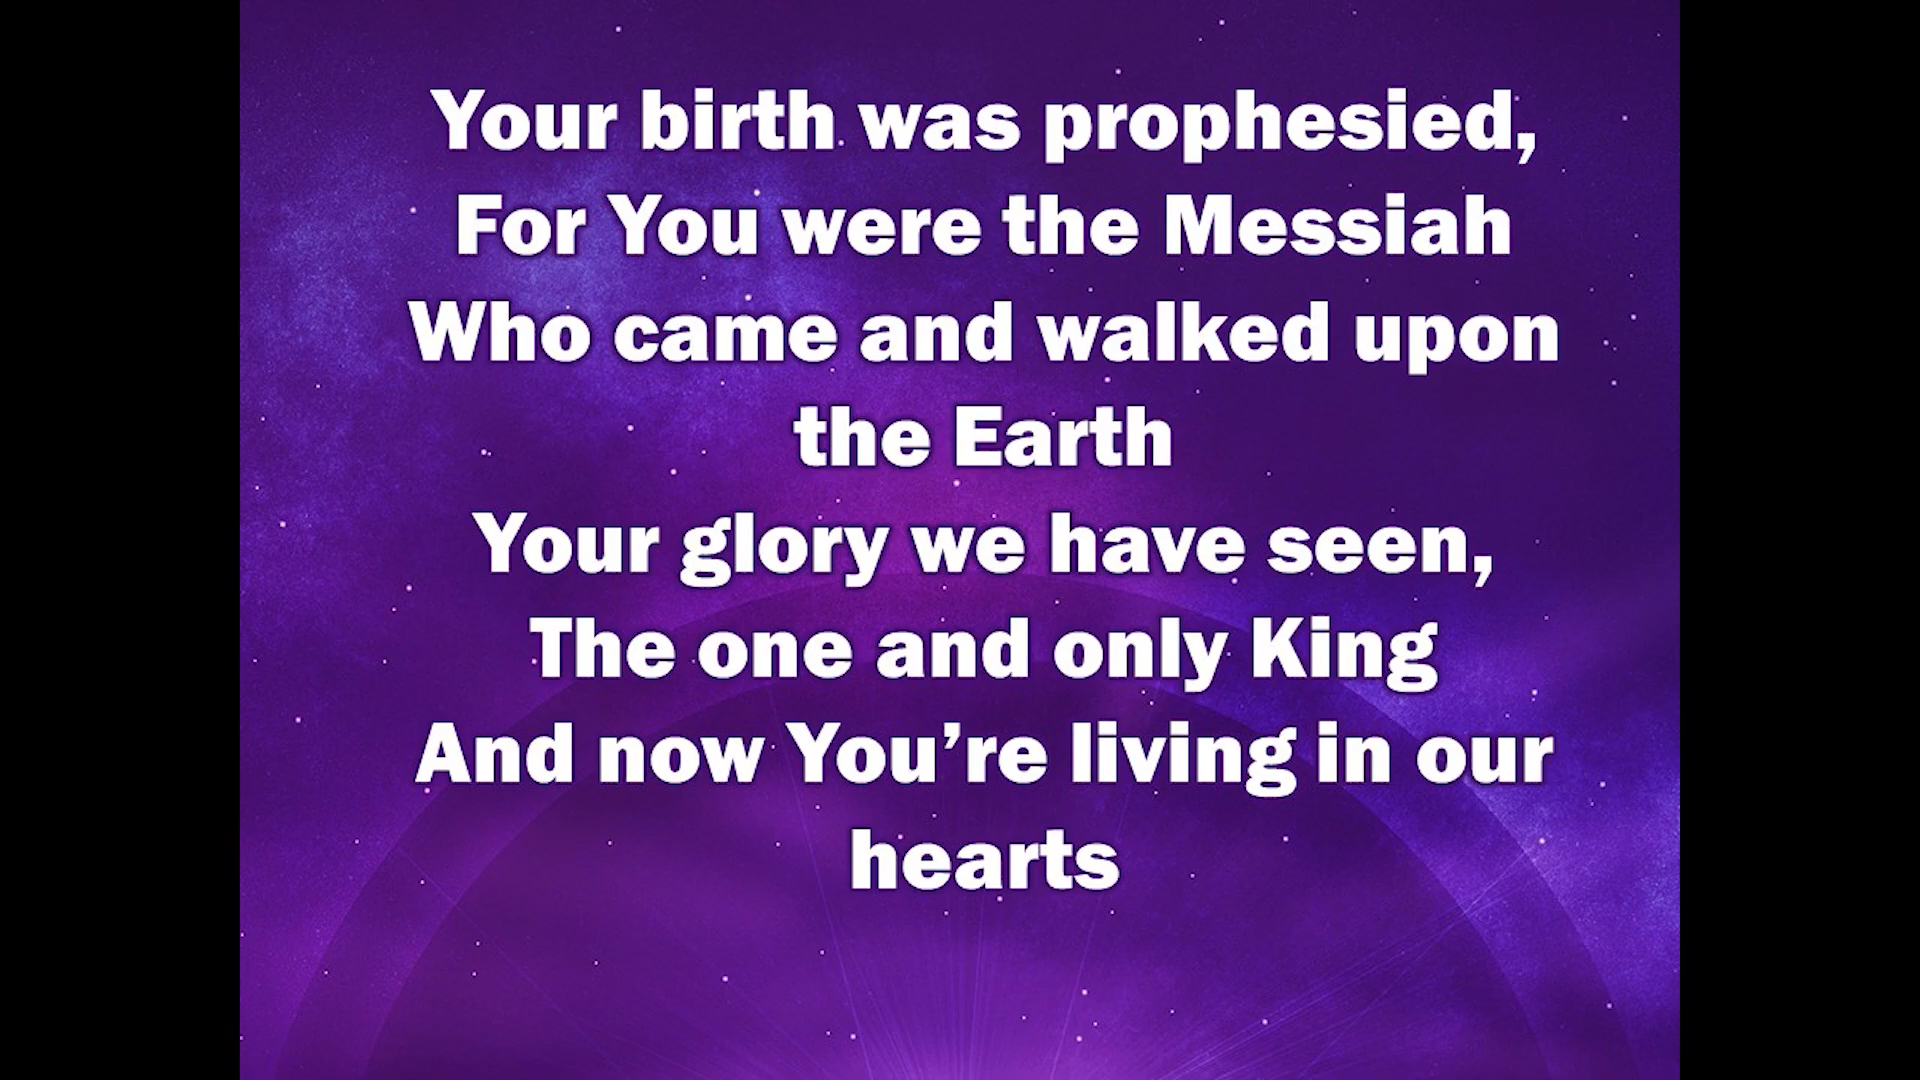 Your birth was prophesied,
For You were the Messiah
Who came and walked upon
the Earth
Your glory we have seen,
The one and only King
And now You’re living in our
hearts